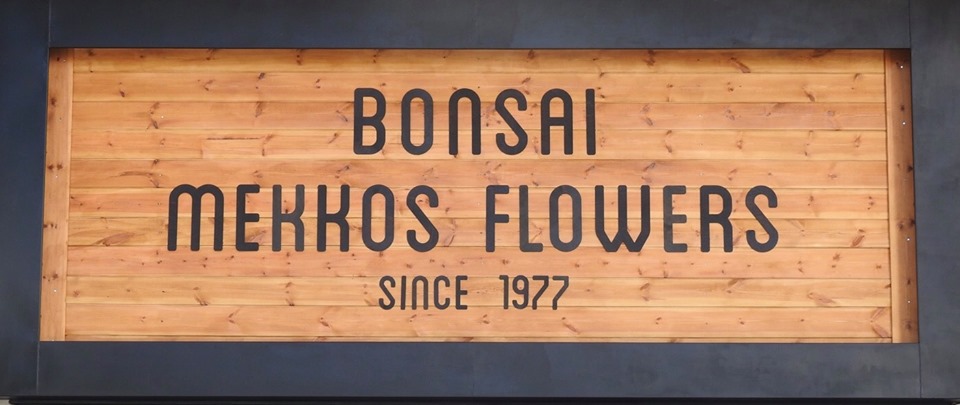 BONSAI
MEKKOS FLOWERS
SINCE 1977